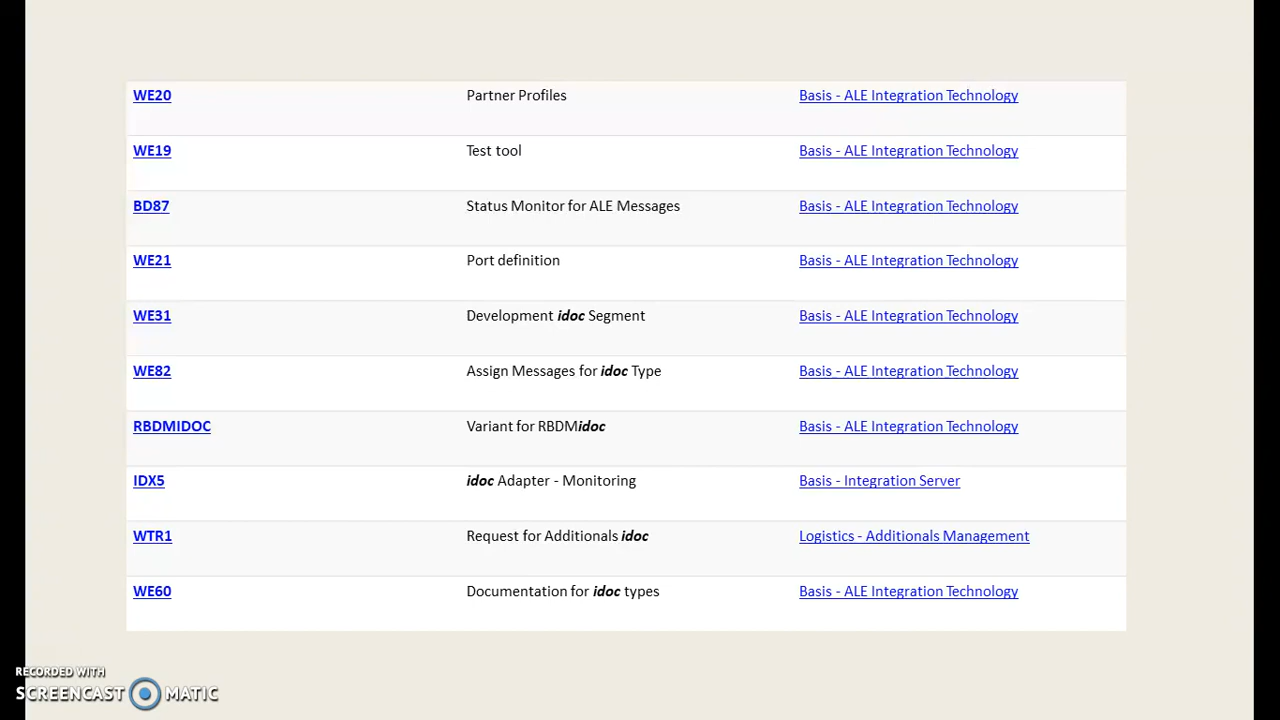 WE20 Partner Profiles Basis - ALE Integration Technology
WE19 Test tool Basis - ALE Integration Technology
BD87 Status Monitor for ALE Messages Basis - ALE Integration Technology
WE21 Port definition Basis - ALE Integration Technology
WE31 Development idoc Segment Basis - ALE Integration Technology
WE82 Assign Messages for idoc Type Basis - ALE Integration Technology
RBDMIDOC Variant for RBDMidoc Basis - ALE Integration Technology
IDX5 idoc Adapter - Monitoring Basis - Integration Server
WTR1 Request for Additionals idoc Logistics - Additionals Management
WE60 Documentation for idoc types Basis - ALE Integration Technology
RECORDED WITH
SCREENCAST MATIC